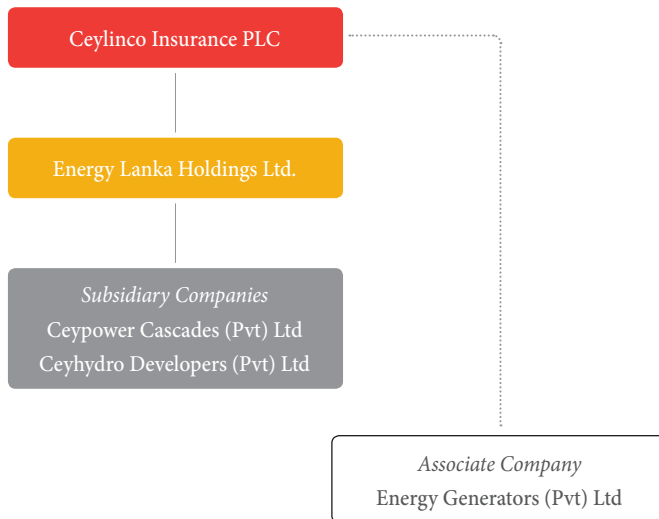 Ceylinco Insurance PLC
Energy Lanka Holdings Ltd.
Subsidiary Companies
Ceypower Cascades (Pvt) Ltd
Ceyhydro Developers (Pvt) Ltd
Associate Company
Energy Generators (Pvt) Ltd